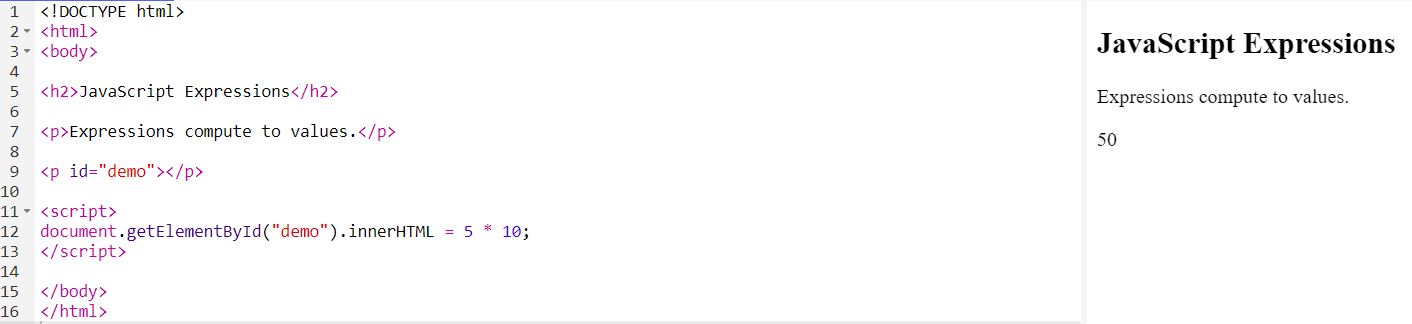 1 <!DOCTYPE html>
2 <html>
3 <body>
4
5 <h2>JavaScript Expressions</h2>
6
7 <p>Expressions compute to values.</p>
8
9 <p id="demo"></p>
10
11 <script>
12 document.getElementById("demo").innerHTML = 5 * 10;
13 </script>
14
15 </body>
16 </html>
JavaScript Expressions
Expressions compute to values.
50